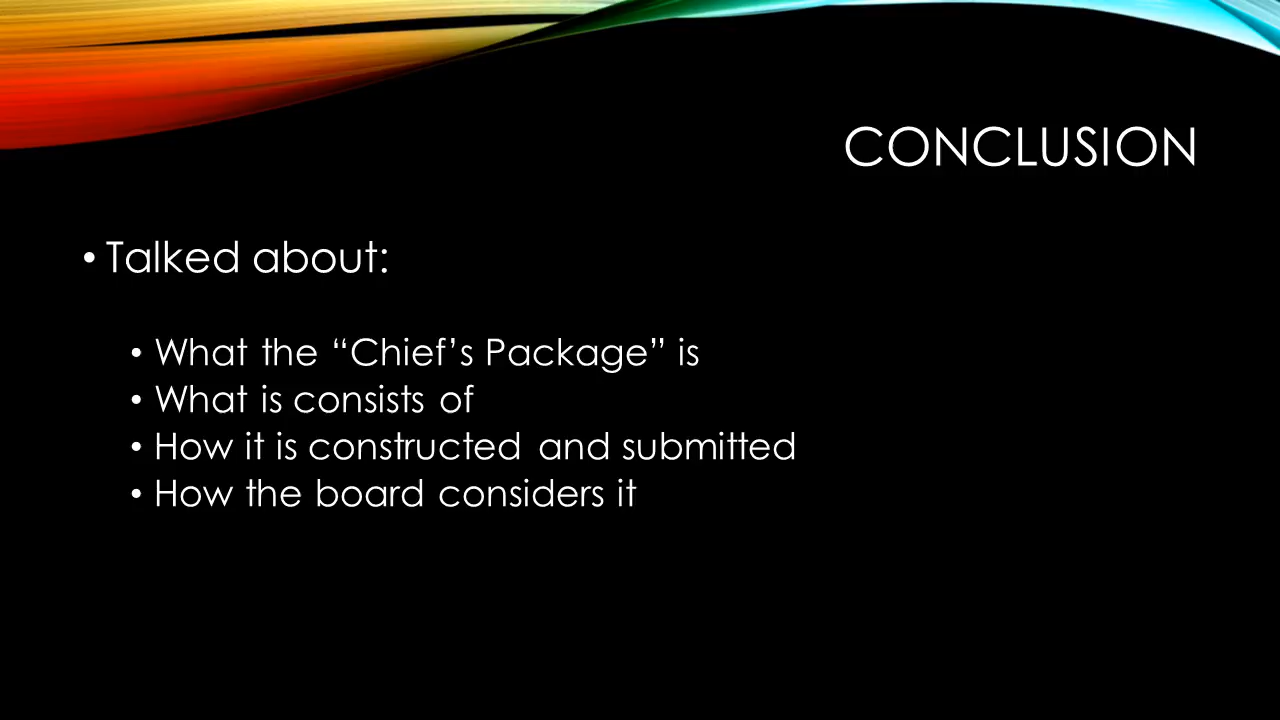 CONCLUSION
• Talked about:
• What the “Chief’s Package” is
• What is consists of
• How it is constructed and submitted
• How the board considers it